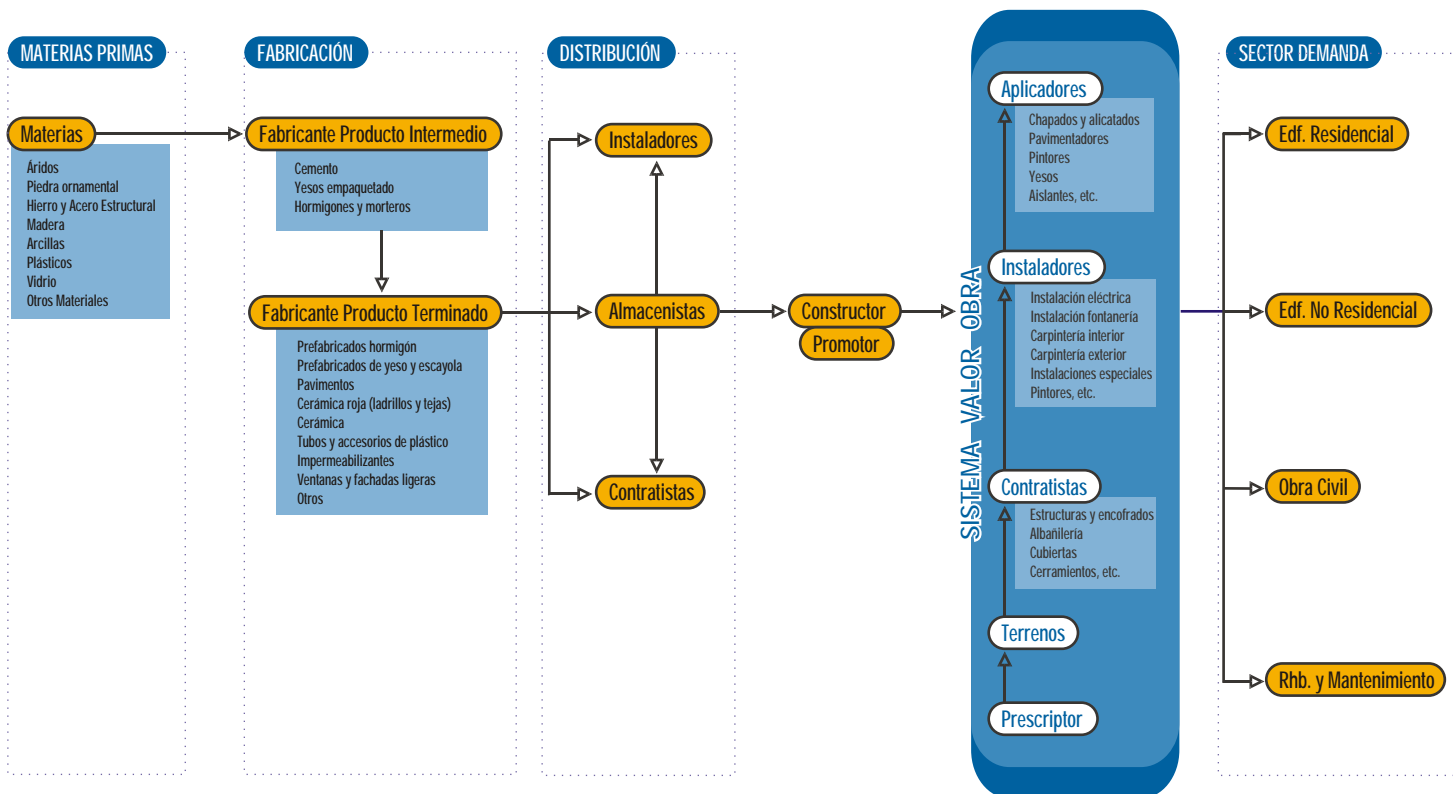 MATERIAS PRIMAS
Materias
Áridos
Piedra ornamental
Hierro y Acero Estructural
Madera
Arcillas
Plásticos
Vidrio
Otros Materiales
FABRICACIÓN
Fabricante Producto Intermedio
Cemento
Yesos empaquetado
Hormigones y morteros
Fabricante Producto Terminado
Prefabricados hormigón
Prefabricados de yeso y escayola
Pavimentos
Cerámica roja (ladrillos y tejas)
Cerámica
Tubos y accesorios de plástico
Impermeabilizantes
Ventanas y fachadas ligeras
Otros
DISTRIBUCIÓN
Instaladores
Almacenistas
Contratistas
Constructor
Promotor
SISTEMA VALOR OBRA
Aplicadores
Chapados y alicatados
Pavimentadores
Pintores
Yesos
Aislantes, etc.
Instaladores
Instalación eléctrica
Instalación fontanería
Carpintería interior
Carpintería exterior
Instalaciones especiales
Pintores, etc.
Contratistas
Estructuras y encofrados
Albañilería
Cubiertas
Cerramientos, etc.
Terrenos
Prescriptor
SECTOR DEMANDA
Edf. Residencial
Edf. No Residencial
Obra Civil
Rhb. y Mantenimiento